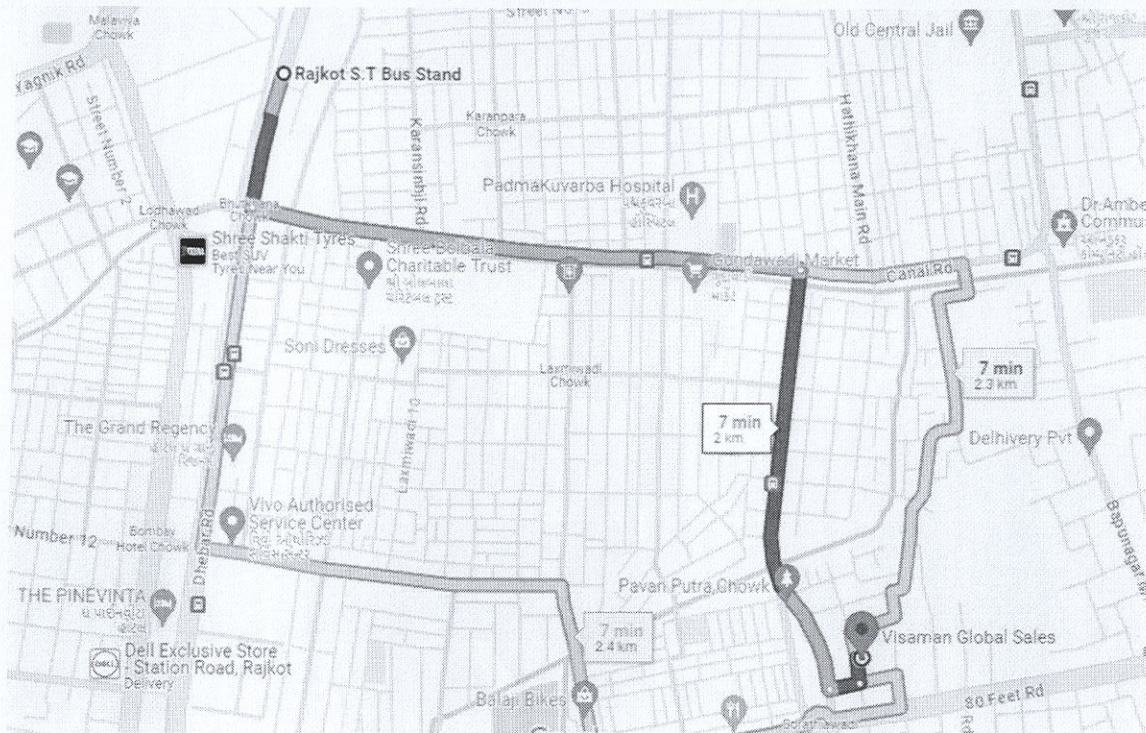 Malaviya
Chowk
Street Num
Old Central Jail
Yagnik Rd
Rajkot S.T Bus Stand
Street Number 2
Karansinhji Rd
Karanpara
Chowk
Hathikhana Main Rd
PadmaKuvarba Hospital
Lodhawad
Chowk
Bhutkhana
Chowk
Shree Shakti Tyres
Best SUV
Tyres Near You
Shree Bolbala
Charitable Trust
Gundawadi Market
Canal Rd
Dr.Ambe
Commu
Soni Dresses
Laxmiwadi
Chowk
7 min
2.3 km
The Grand Regency
Laxmiwadi 10
7 min
2 km
Delhivery Pvt
Vivo Authorised
Service Center
Number 12
Bombay
Hotel Chowk
Dhebar Rd
Bapunagar M
Pavan Putra Chowk
THE PINEVINTA
7 min
2.4 km
Visaman Global Sales
DELL
Dell Exclusive Store
- Station Road, Rajkot
Delivery
Balaji Bikes
80 Feet Rd
Rd
Sorathiawadi